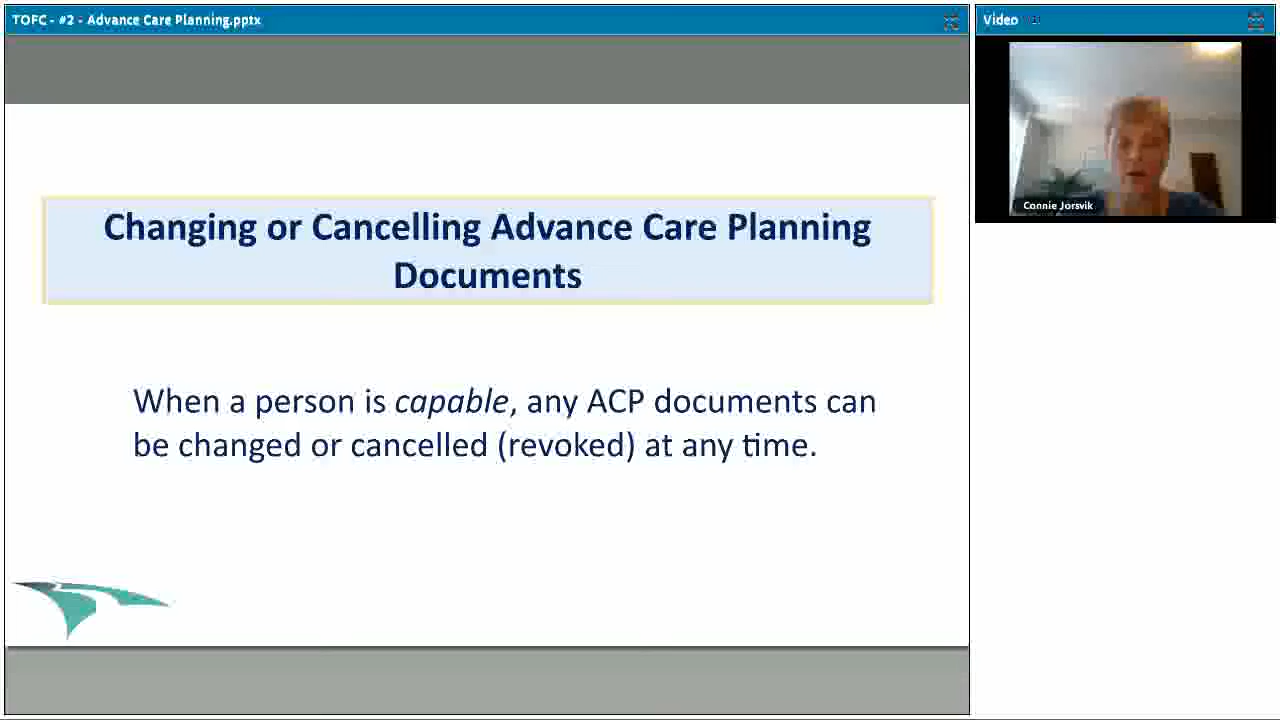 TOFC - #2 - Advance Care Planning.pptx
Video
Connie Jorsvik
Changing or Cancelling Advance Care Planning
Documents
When a person is capable, any ACP documents can
be changed or cancelled (revoked) at any time.